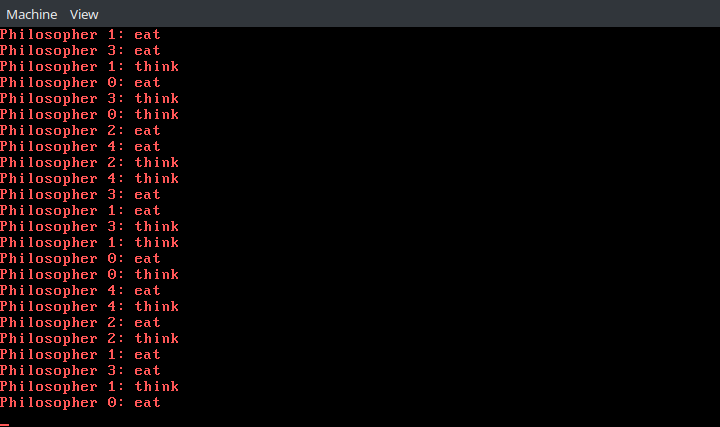 Machine View
Philosopher 1: eat
Philosopher 3: eat
Philosopher 1: think
Philosopher 0: eat
Philosopher 3: think
Philosopher 0: think
Philosopher 2: eat
Philosopher 4: eat
Philosopher 2: think
Philosopher 4: think
Philosopher 3: eat
Philosopher 1: eat
Philosopher 3: think
Philosopher 1: think
Philosopher 0: eat
Philosopher 0: think
Philosopher 4: eat
Philosopher 4: think
Philosopher 2: eat
Philosopher 2: think
Philosopher 1: eat
Philosopher 3: eat
Philosopher 1: think
Philosopher 0: eat